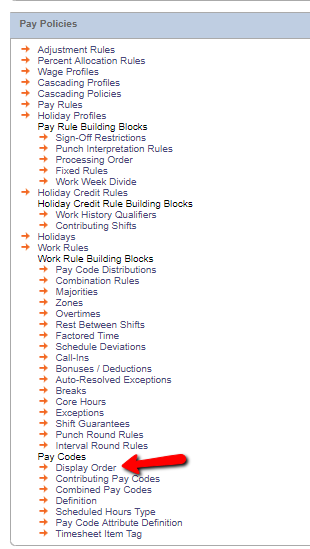 Pay Policies
Adjustment Rules
Percent Allocation Rules
Wage Profiles
Cascading Profiles
Cascading Policies
Pay Rules
Holiday Profiles
Pay Rule Building Blocks
Sign-Off Restrictions
Punch Interpretation Rules
Processing Order
Fixed Rules
Work Week Divide
Holiday Credit Rules
Holiday Credit Rule Building Blocks
Work History Qualifiers
Contributing Shifts
Holidays
Work Rules
Work Rule Building Blocks
Pay Code Distributions
Combination Rules
Majorities
Zones
Overtimes
Rest Between Shifts
Factored Time
Schedule Deviations
Call-Ins
Bonuses / Deductions
Auto-Resolved Exceptions
Breaks
Core Hours
Exceptions
Shift Guarantees
Punch Round Rules
Interval Round Rules
Pay Codes
Display Order
Contributing Pay Codes
Combined Pay Codes
Definition
Scheduled Hours Type
Pay Code Attribute Definition
Timesheet Item Tag